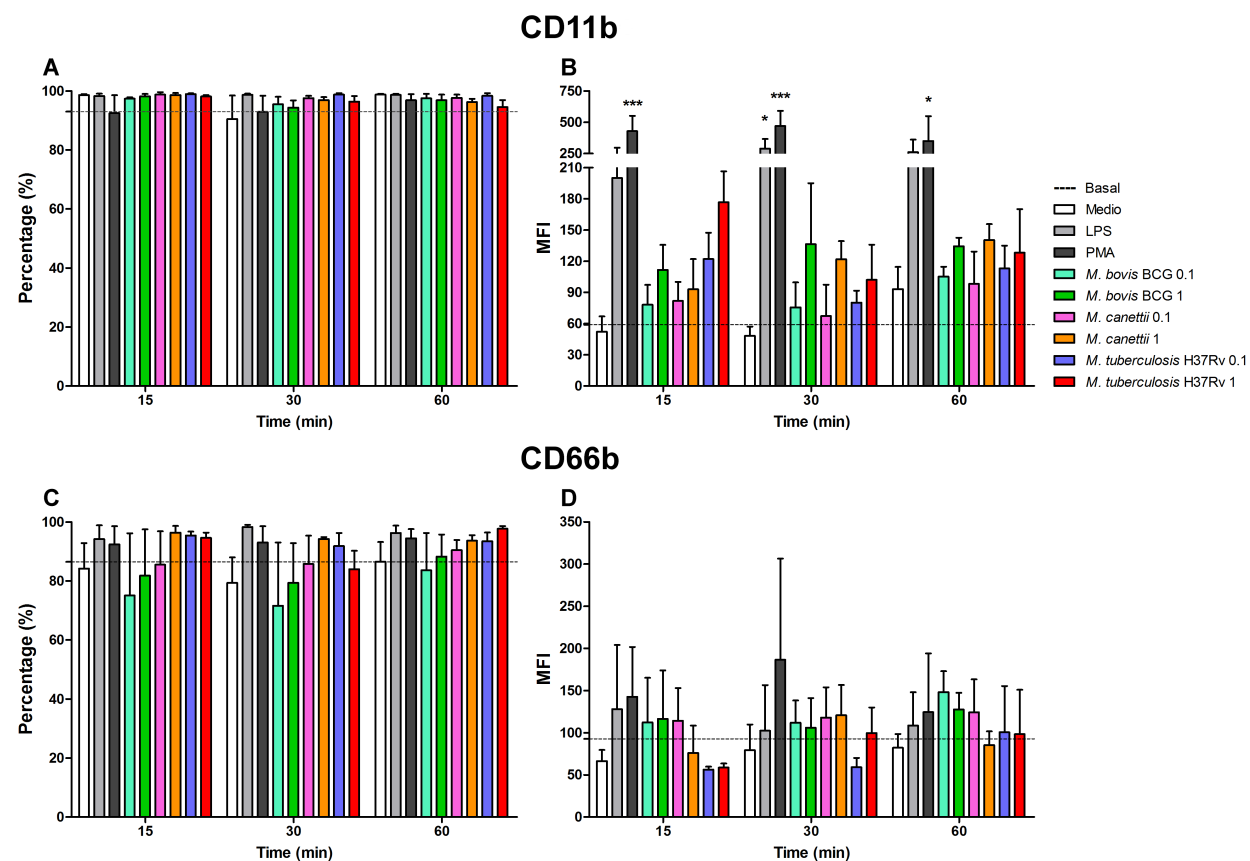 CD11b
A
B
Percentage (%)
100
80
60
40
20
0
15
30
60
Time (min)
MFI
750
500
250
210
180
150
120
90
60
30
0
***
*
***
*
15
30
60
Time (min)
Basal
Medio
LPS
PMA
M. bovis BCG 0.1
M. bovis BCG 1
M. canettii 0.1
M. canettii 1
M. tuberculosis H37Rv 0.1
M. tuberculosis H37Rv 1
CD66b
C
D
Percentage (%)
100
80
60
40
20
0
15
30
60
Time (min)
MFI
350
300
250
200
150
100
50
0
15
30
60
Time (min)